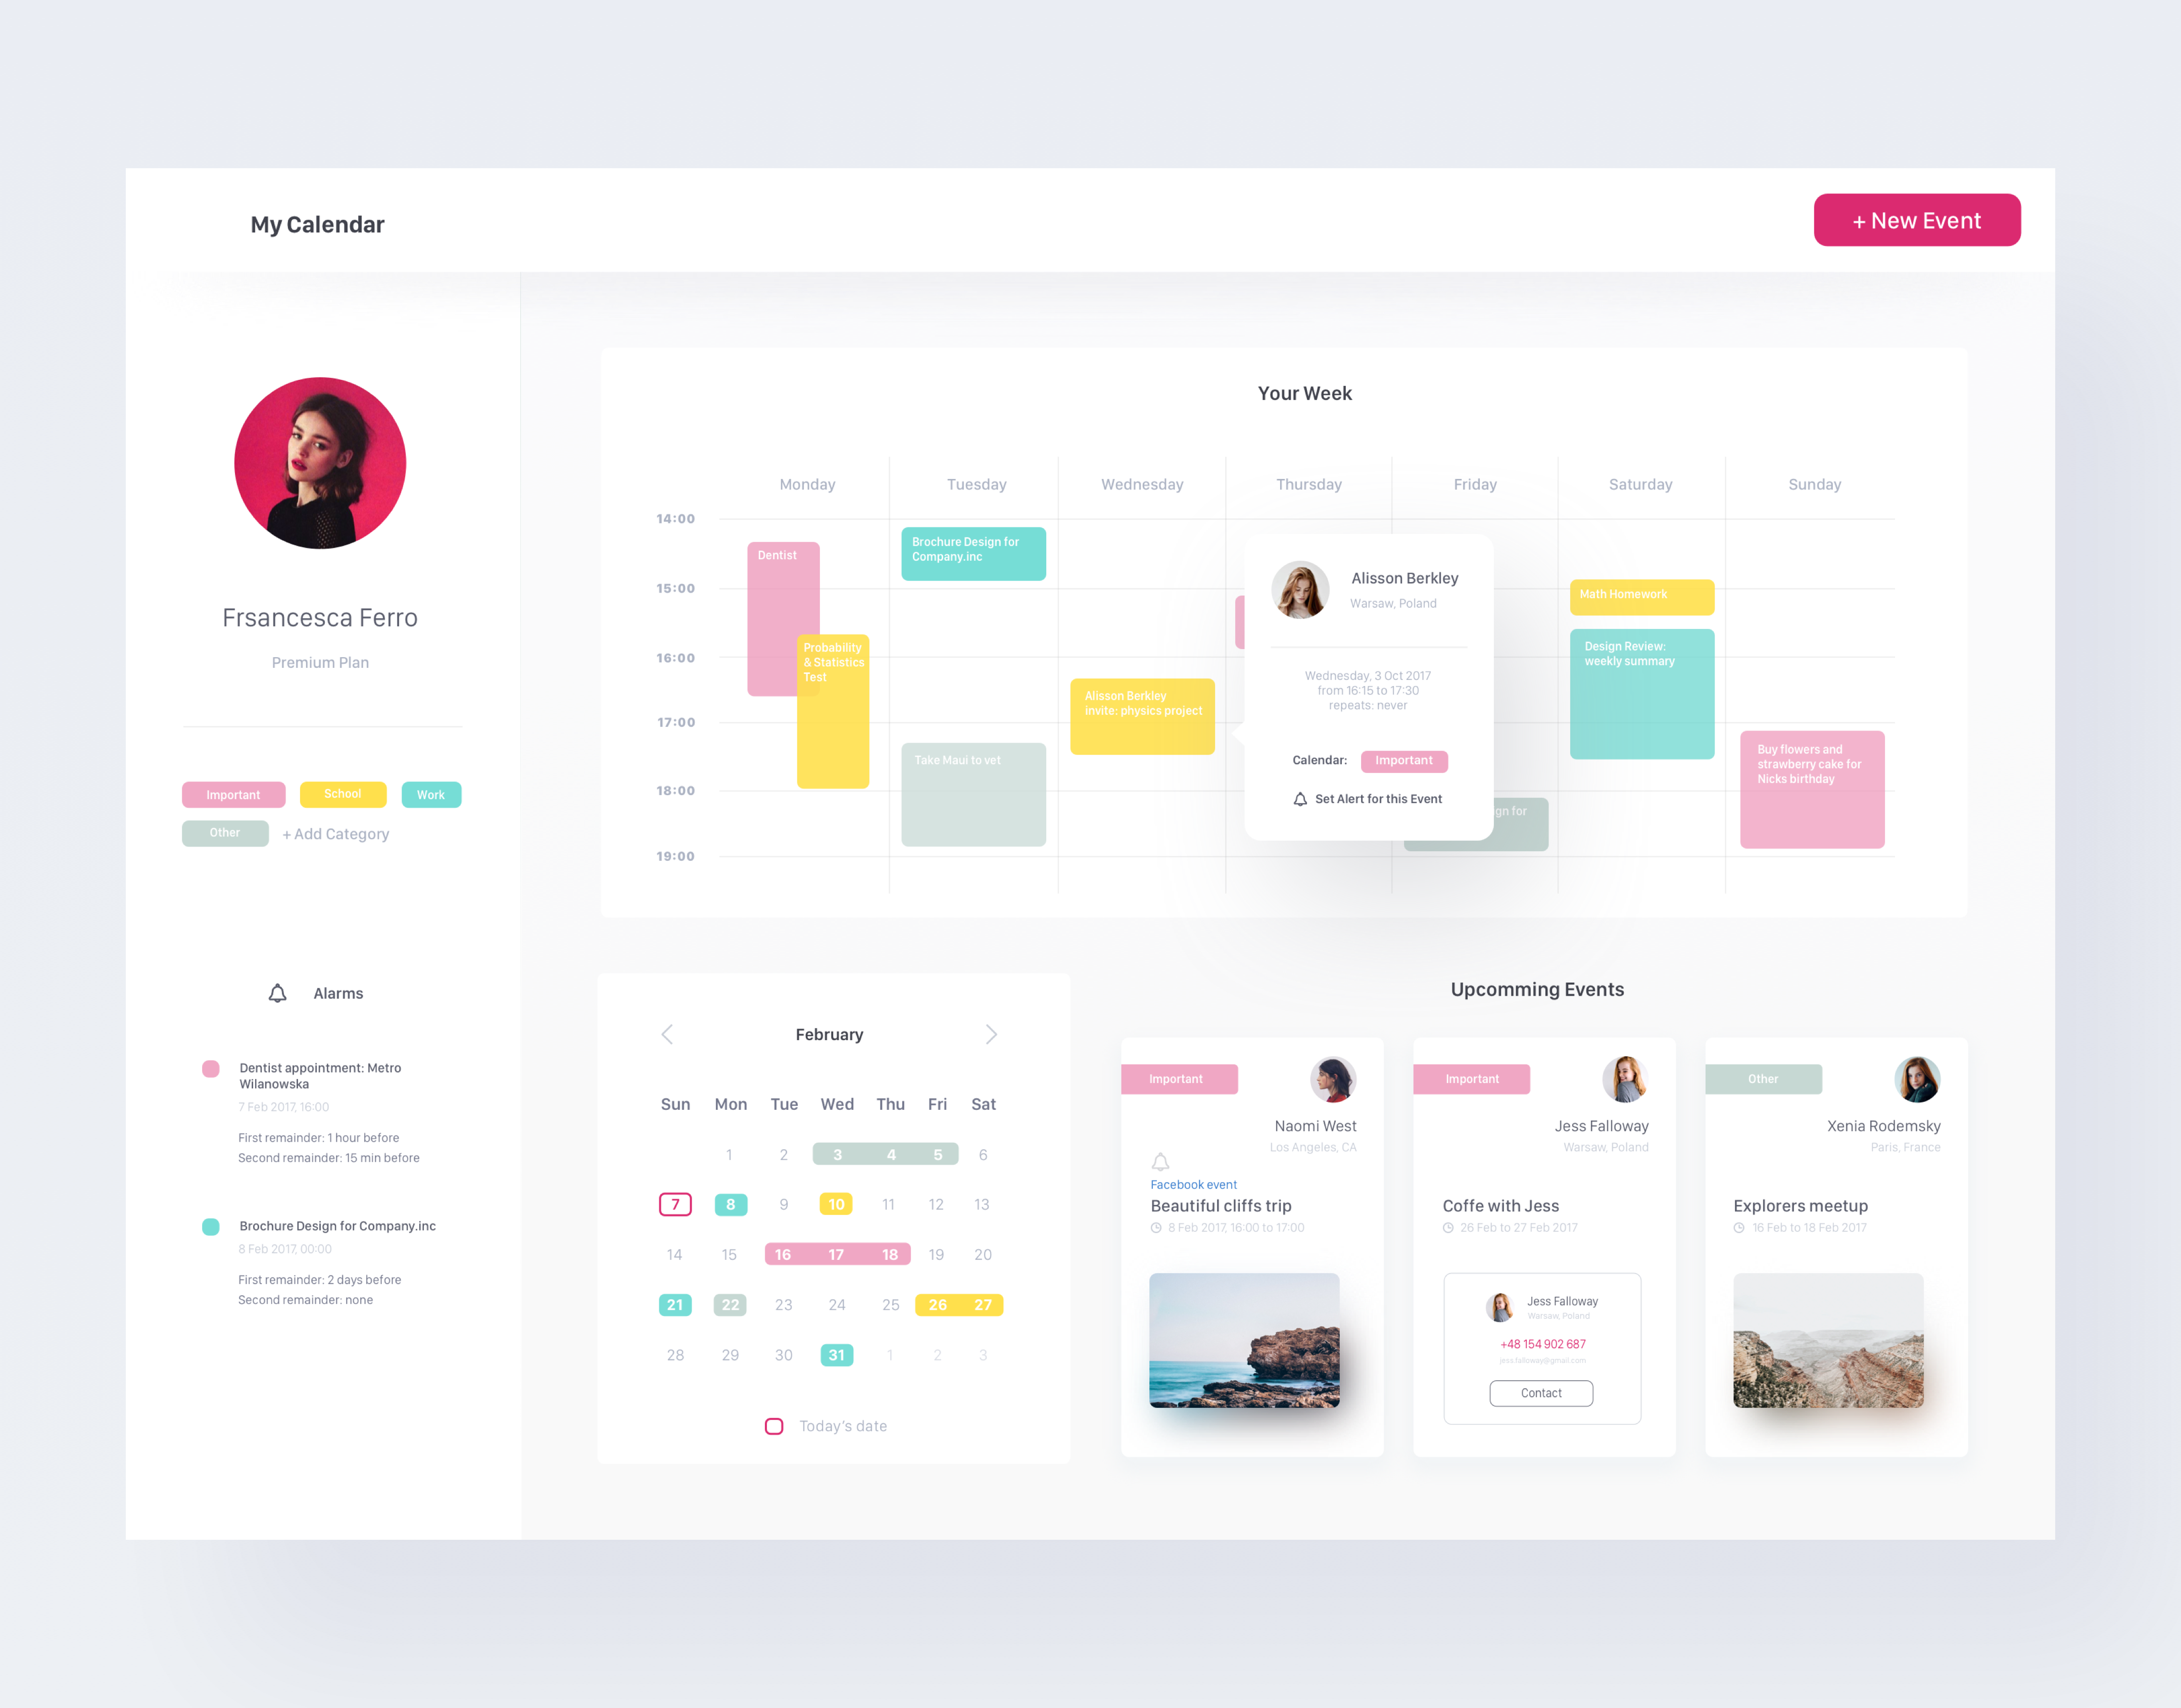 My Calendar
+ New Event
Frsancesca Ferro
Premium Plan
Important
School
Work
Other
+ Add Category
Alarms
Dentist appointment: Metro
Wilanowska
7 Feb 2017, 16:00
First remainder: 1 hour before
Second remainder: 15 min before
Brochure Design for Company.inc
8 Feb 2017, 00:00
First remainder: 2 days before
Second remainder: none
Your Week
Monday Tuesday Wednesday Thursday Friday Saturday Sunday
14:00
15:00
16:00
17:00
18:00
19:00
Dentist
Probability
& Statistics
Test
Brochure Design for
Company.inc
Take Maui to vet
Alisson Berkley
invite: physics project
Alisson Berkley
Warsaw, Poland
Wednesday, 3 Oct 2017
from 16:15 to 17:30
repeats: never
Calendar: Important
Set Alert for this Event
gn for
Math Homework
Design Review:
weekly summary
Buy flowers and
strawberry cake for
Nicks birthday
February
Sun Mon Tue Wed Thu Fri Sat
1 2 3 4 5 6
7 8 9 10 11 12 13
14 15 16 17 18 19 20
21 22 23 24 25 26 27
28 29 30 31 1 2 3
Today's date
Upcomming Events
Important
Naomi West
Los Angeles, CA
Facebook event
Beautiful cliffs trip
8 Feb 2017, 16:00 to 17:00
Important
Jess Falloway
Warsaw, Poland
Coffe with Jess
26 Feb to 27 Feb 2017
Jess Falloway
Warsaw, Poland
+48 154 902 687
jess.falloway@gmail.com
Contact
Other
Xenia Rodemsky
Paris, France
Explorers meetup
16 Feb to 18 Feb 2017